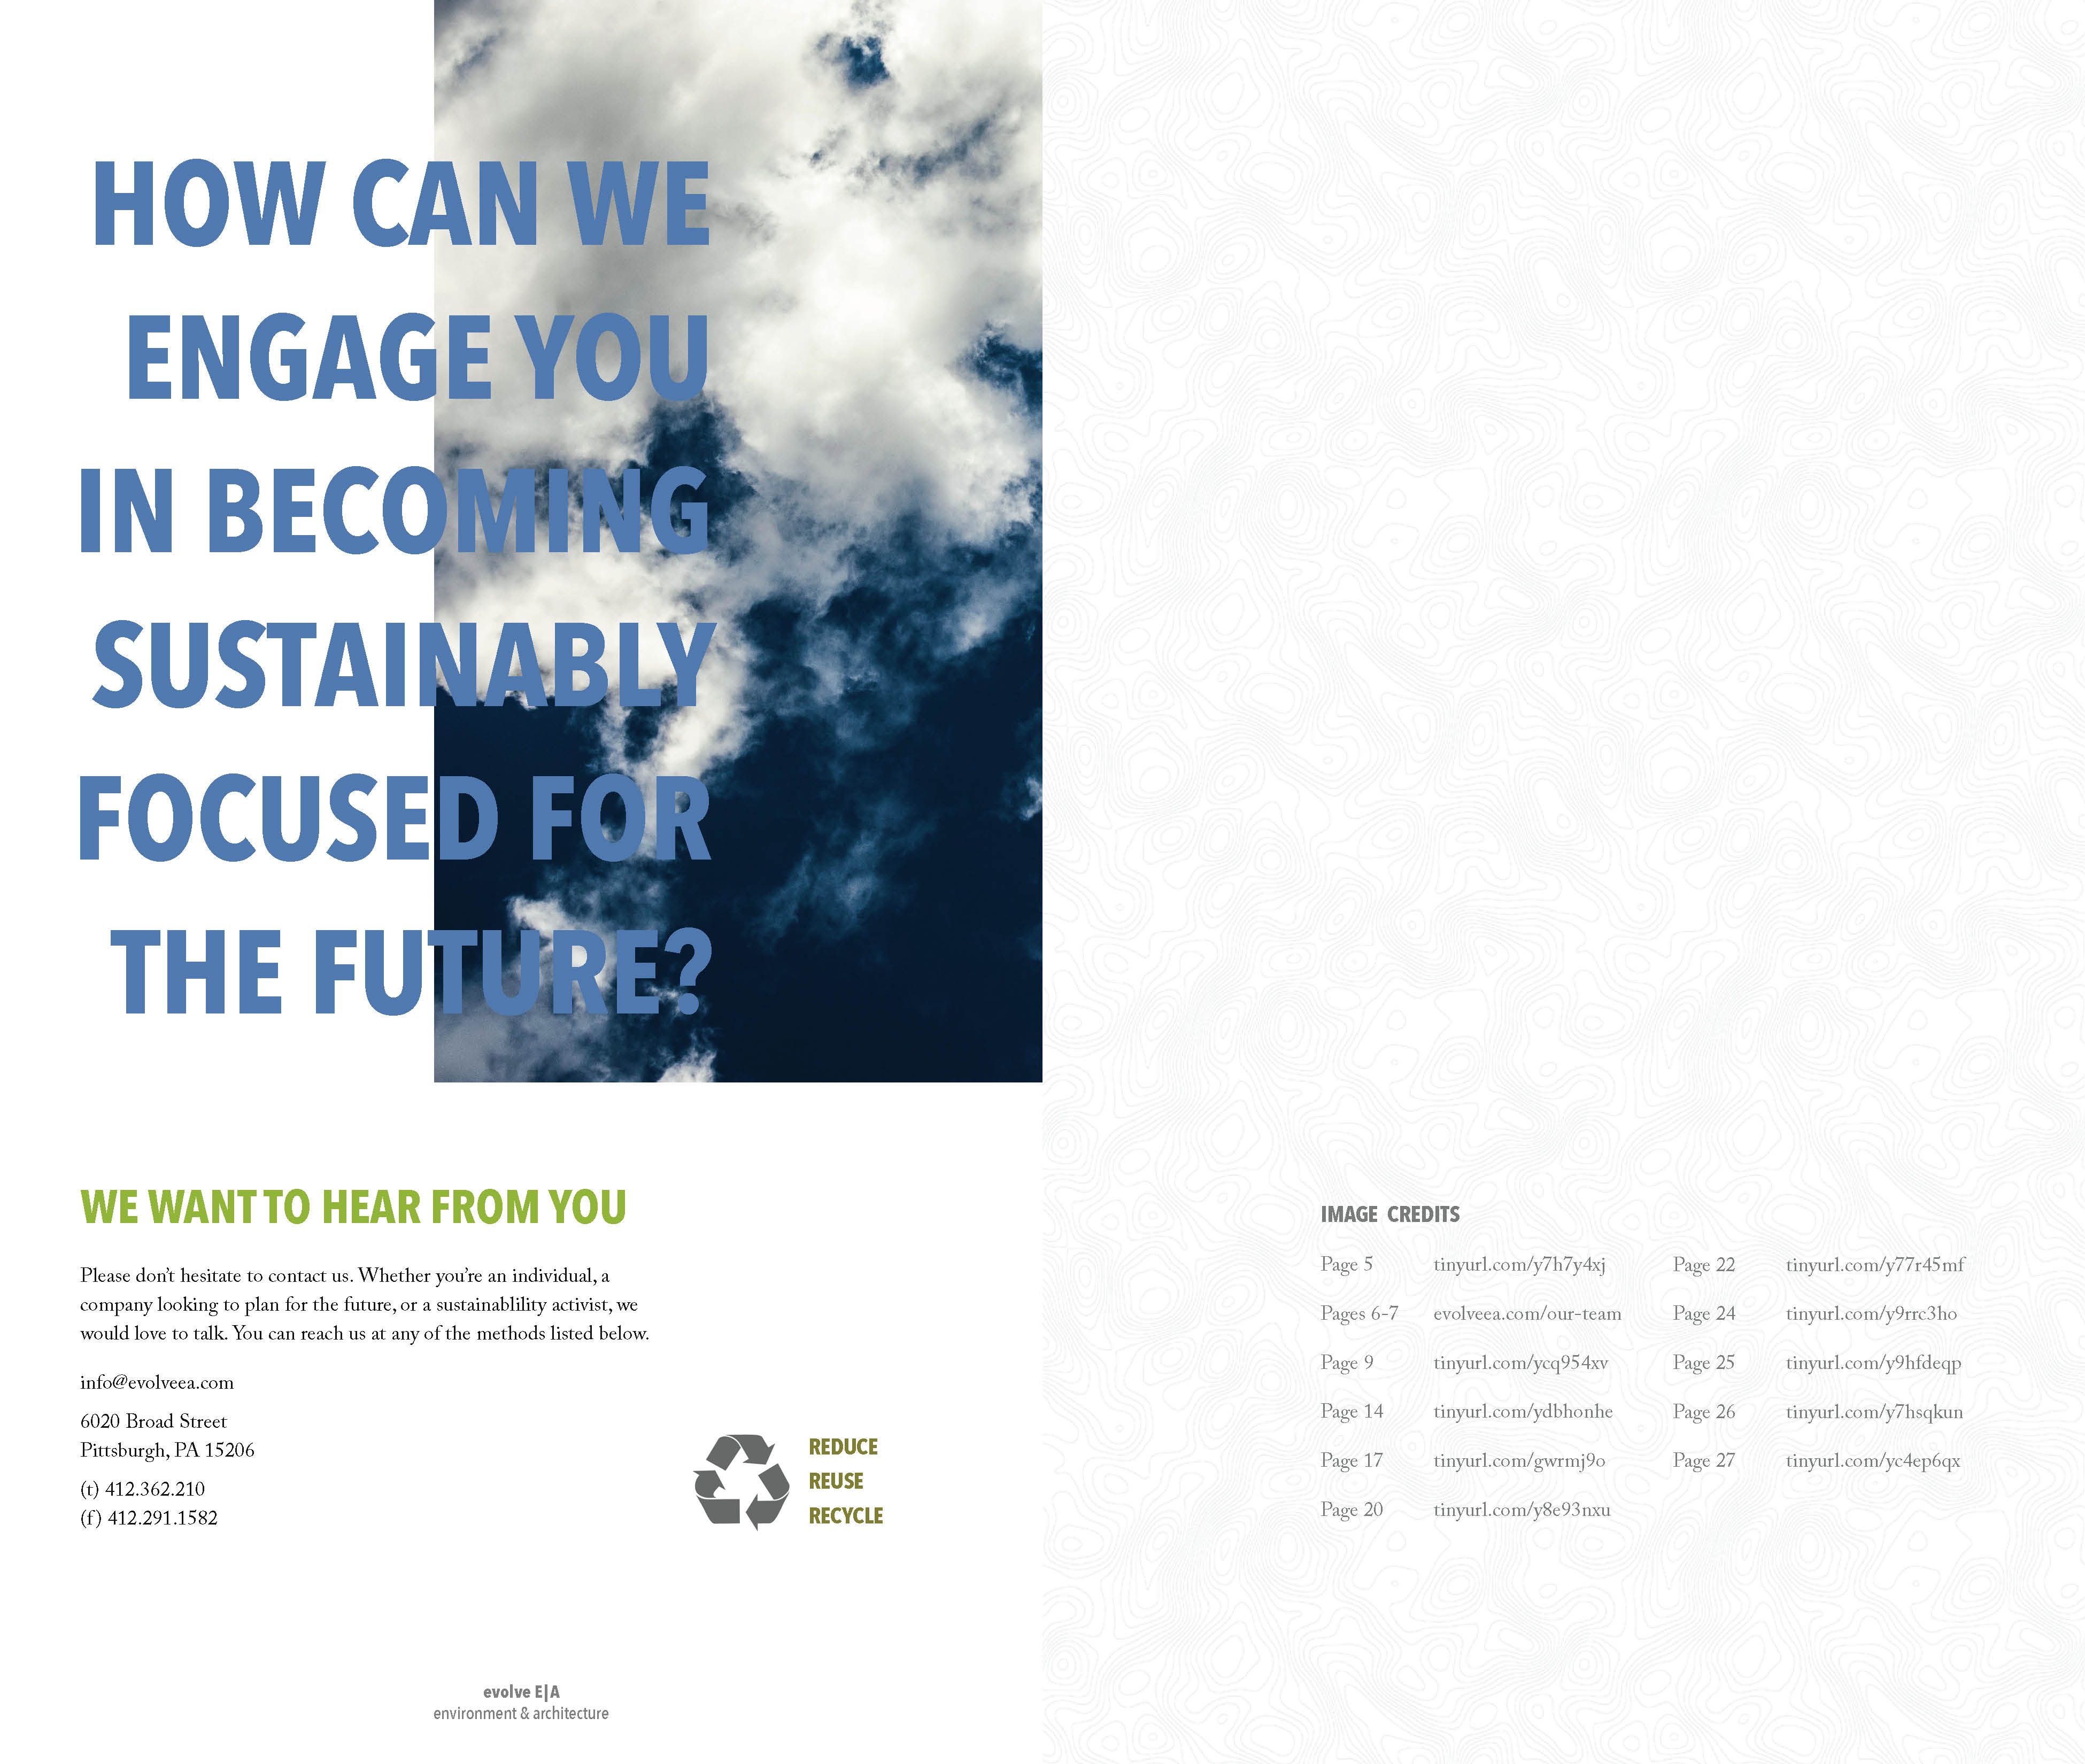 HOW CAN WE
ENGAGE YOU
IN BECOMING
SUSTAINABLY
FOCUSED FOR
THE FUTURE?
WE WANT TO HEAR FROM YOU
Please don't hesitate to contact us. Whether you're an individual, a
company looking to plan for the future, or a sustainablility activist, we
would love to talk. You can reach us at any of the methods listed below.
info@evolveea.com
6020 Broad Street
Pittsburgh, PA 15206
(t) 412.362.210
(f) 412.291.1582
REDUCE
REUSE
RECYCLE
evolve E|A
environment & architecture
IMAGE CREDITS
Page 5 tinyurl.com/y7h7y4xj
Pages 6-7 evolveea.com/our-team
Page 9 tinyurl.com/ycq954xv
Page 14 tinyurl.com/ydbhonhe
Page 17 tinyurl.com/gwrmj9o
Page 20 tinyurl.com/y8e93nxu
Page 22 tinyurl.com/y77r45mf
Page 24 tinyurl.com/y9rrc3ho
Page 25 tinyurl.com/y9hfdeqp
Page 26 tinyurl.com/y7hsqkun
Page 27 tinyurl.com/yc4ep6qx